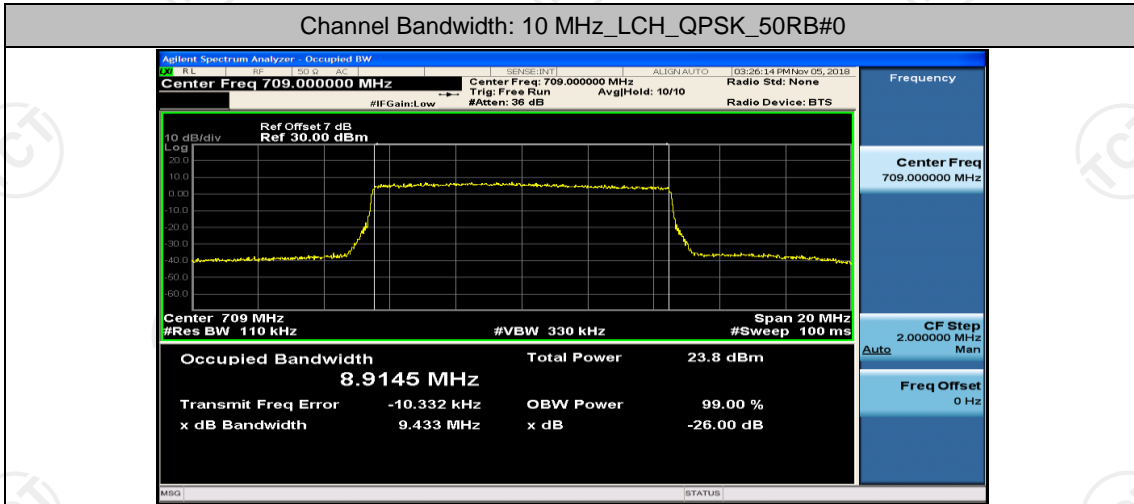 Channel Bandwidth: 10 MHz_LCH_QPSK_50RB#0
Agilent Spectrum Analyzer - Occupied BW
RL RF 50 Ω AC SENSE:INT ALIGN AUTO 03:26:14 PM Nov 05, 2018
Center Freq 709.000000 MHz
Center Freq: 709.000000 MHz
Radio Std: None
Trig: Free Run Avg|Hold: 10/10
#IFGain:Low #Atten: 36 dB Radio Device: BTS
Ref Offset 7 dB
10 dB/div Ref 30.00 dBm
Log
20.0
10.0
0.00
-10.0
-20.0
-30.0
-40.0
-50.0
-60.0
Center 709 MHz Span 20 MHz
#Res BW 110 kHz #VBW 330 kHz #Sweep 100 ms
Occupied Bandwidth Total Power 23.8 dBm
8.9145 MHz
Transmit Freq Error -10.332 kHz OBW Power 99.00 %
x dB Bandwidth 9.433 MHz x dB -26.00 dB
MSG STATUS
Frequency
Center Freq
709.000000 MHz
CF Step
2.000000 MHz
Auto Man
Freq Offset
0 Hz
TCT
TCT